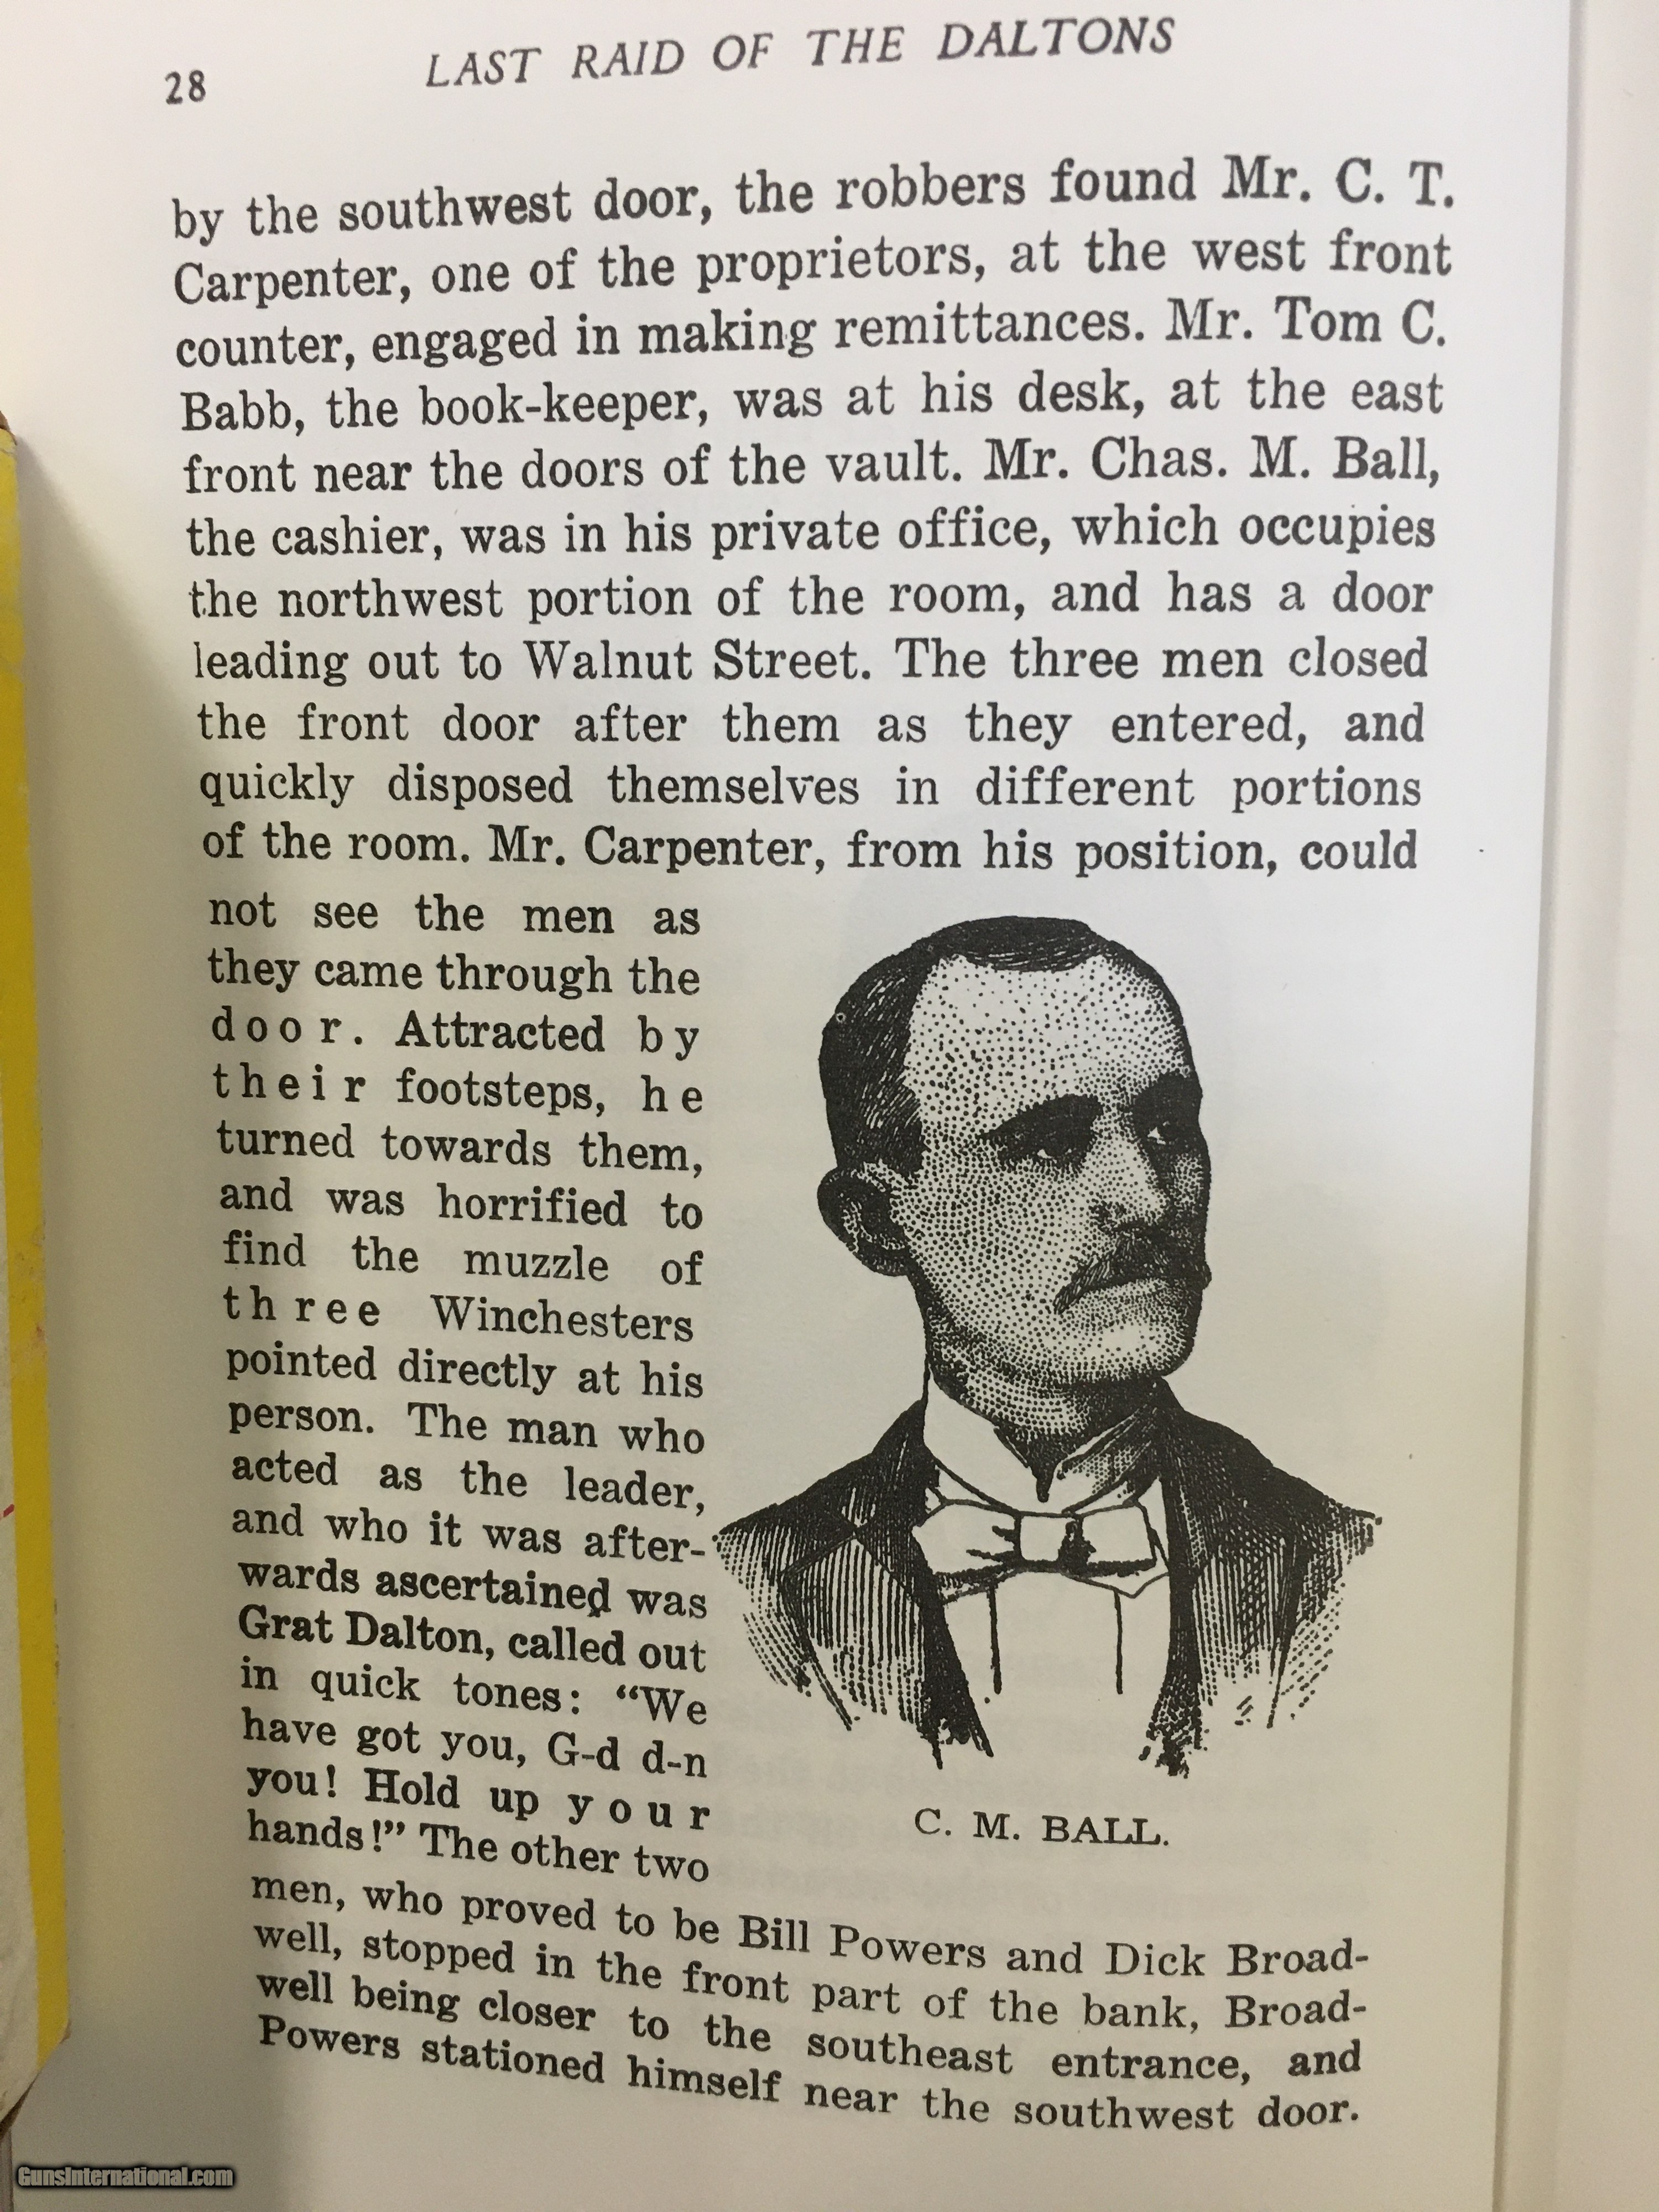 28
LAST RAID OF THE DALTONS
by the southwest door, the robbers found Mr. C. T.
Carpenter, one of the proprietors, at the west front
counter, engaged in making remittances. Mr. Tom C.
Babb, the book-keeper, was at his desk, at the east
front near the doors of the vault. Mr. Chas. M. Ball,
the cashier, was in his private office, which occupies
the northwest portion of the room, and has a door
leading out to Walnut Street. The three men closed
the front door after them as they entered, and
quickly disposed themselves in different portions
of the room. Mr. Carpenter, from his position, could
not see the men as
they came through the
door. Attracted by
their footsteps, he
turned towards them,
and was horrified to
find the muzzle of
three Winchesters
pointed directly at his
person. The man who
acted as the leader,
and who it was after-
wards ascertained was
Grat Dalton, called out
in quick tones: “We
have got you, G-d d-n
you! Hold up your
hands!” The other two
men, who proved to be Bill Powers and Dick Broad-
well, stopped in the front part of the bank, Broad-
well being closer to the southeast entrance, and
Powers stationed himself near the southwest door.
C. M. BALL.
GunsInternational.com